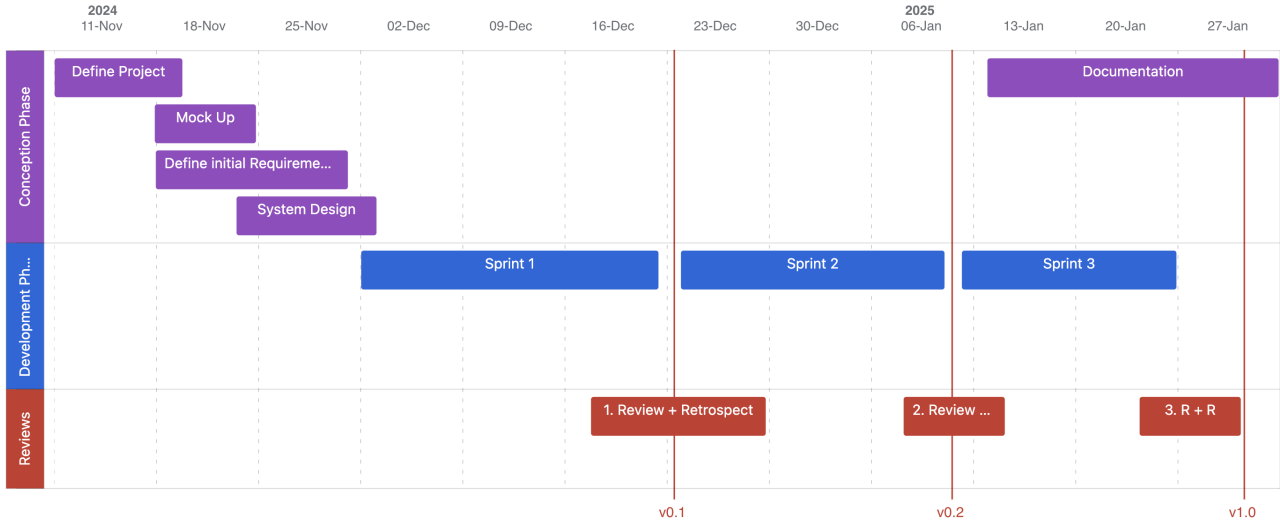 2024
2025
11-Nov 18-Nov 25-Nov 02-Dec 09-Dec 16-Dec 23-Dec 30-Dec 06-Jan 13-Jan 20-Jan 27-Jan
Conception Phase
Define Project
Documentation
Mock Up
Define initial Requireme...
System Design
Development Ph...
Sprint 1
Sprint 2
Sprint 3
Reviews
1. Review + Retrospect
2. Review ...
3. R + R
v0.1
v0.2
v1.0